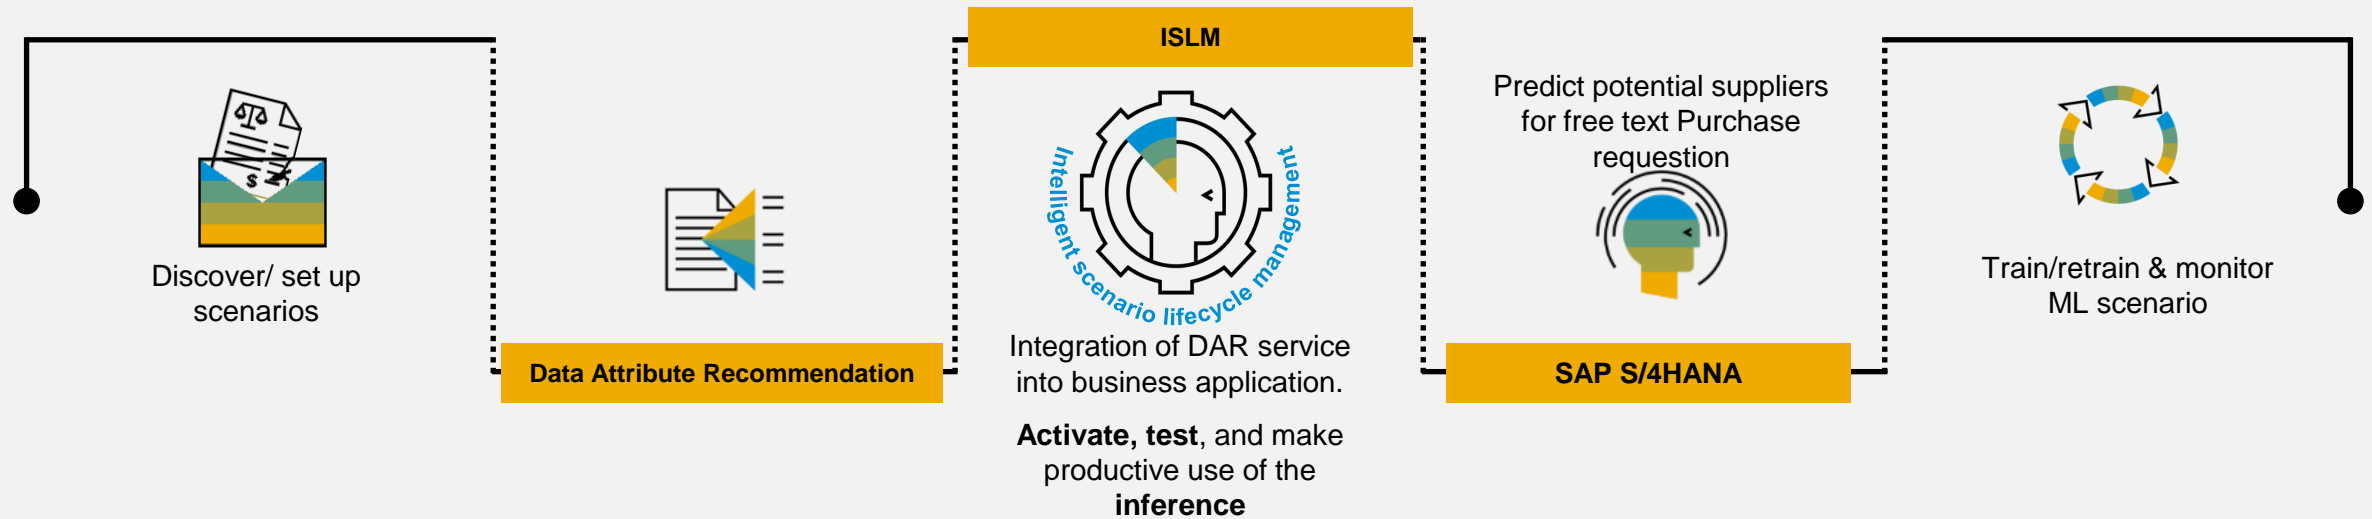 Discover/ set up
scenarios
$
Data Attribute Recommendation
ISLM
Intelligent scenario lifecycle management
Integration of DAR service
into business application.
Activate, test, and make
productive use of the
inference
Predict potential suppliers
for free text Purchase
requestion
SAP S/4HANA
Train/retrain & monitor
ML scenario